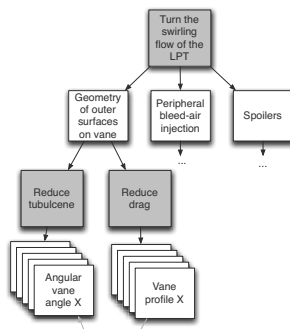 Turn the
swirling
flow of the
LPT
Geometry
of outer
surfaces
on vane
Peripheral
bleed-air
injection
Spoilers
...
...
Reduce
tubulcene
Reduce
drag
Angular
vane
angle X
Vane
profile X